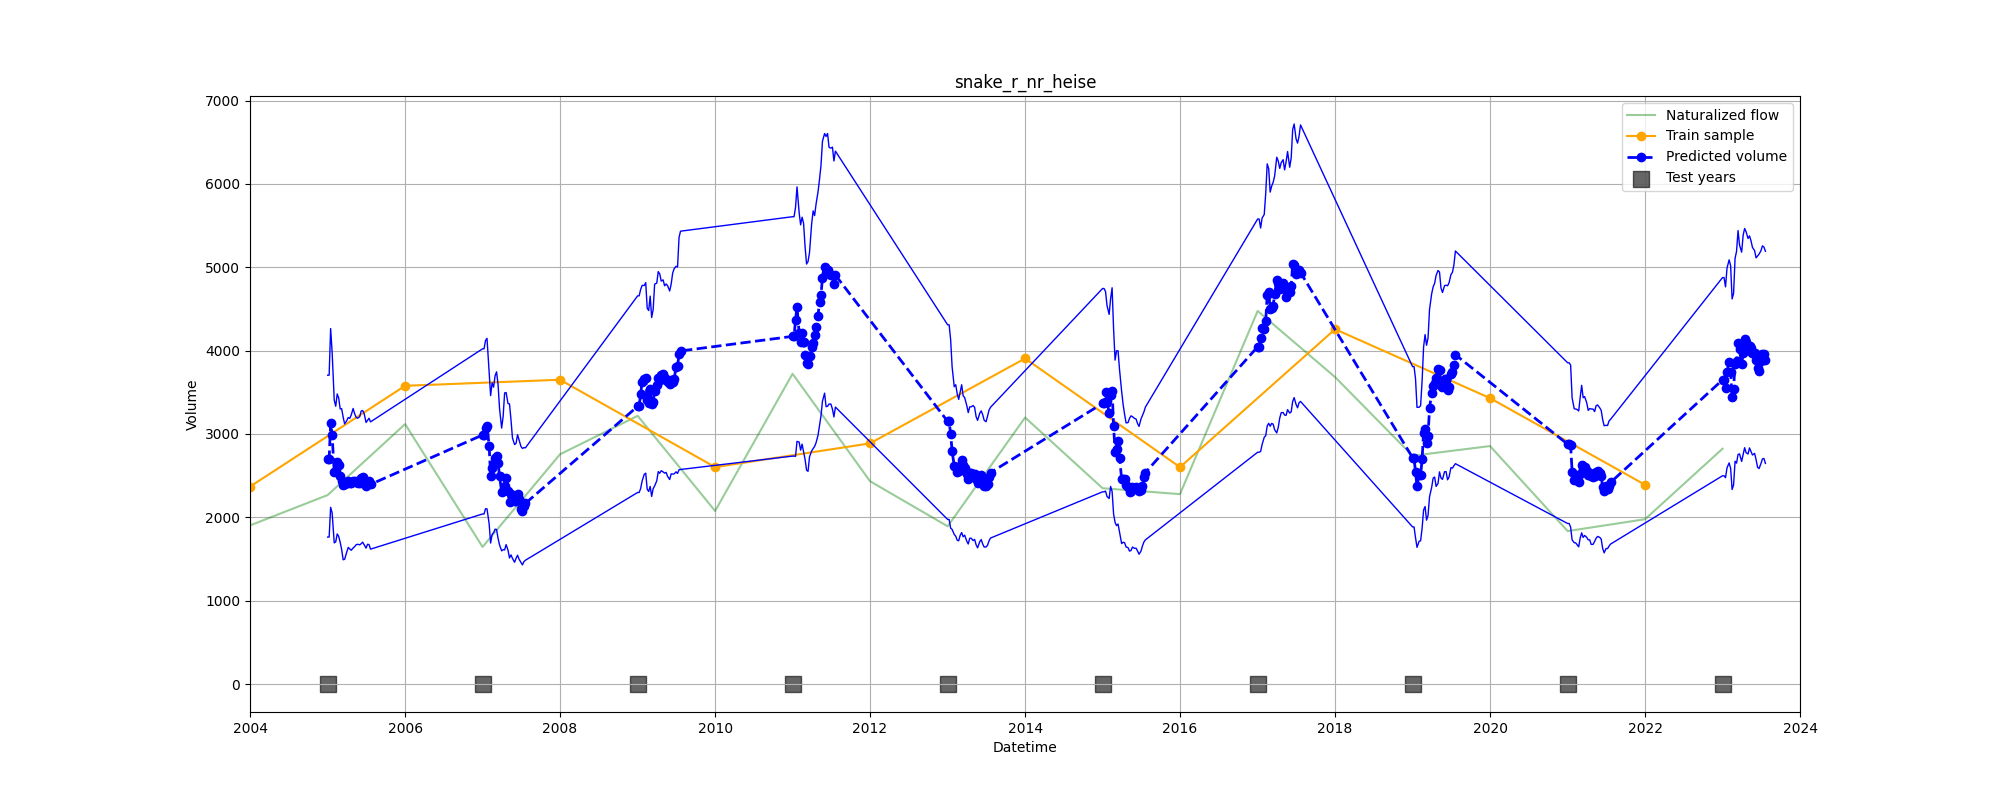 snake_r_nr_heise
7000
6000
5000
4000
3000
2000
1000
0
Volume
Naturalized flow
Train sample
Predicted volume
Test years
2004 2006 2008 2010 2012 2014 2016 2018 2020 2022 2024
Datetime